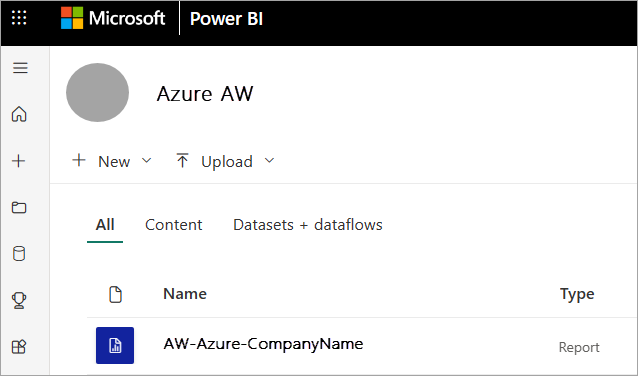 Microsoft Power BI
Azure AW
New Upload
All Content Datasets + dataflows
Name Type
AW-Azure-CompanyName Report